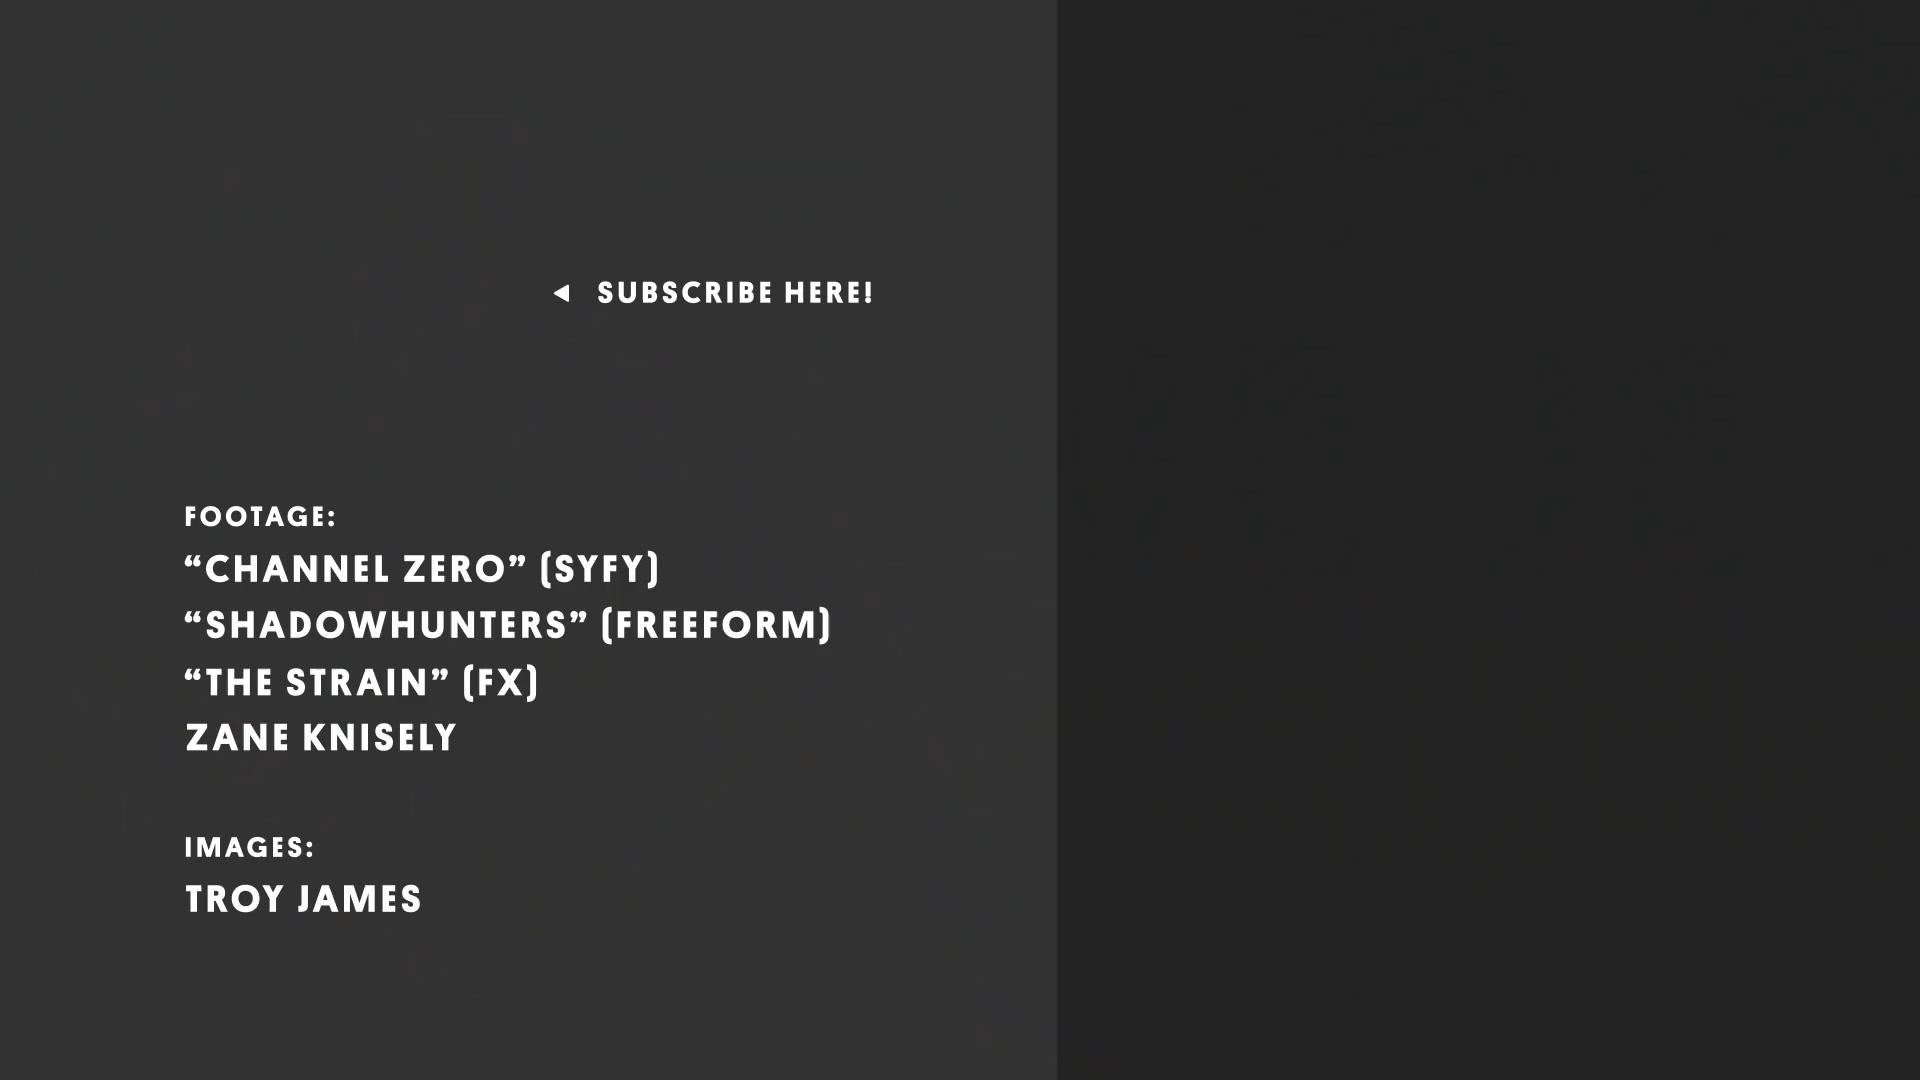 SUBSCRIBE HERE!
FOOTAGE:
“CHANNEL ZERO” (SYFY)
“SHADOWHUNTERS” (FREEFORM)
“THE STRAIN” (FX)
ZANE KNISELY
IMAGES:
TROY JAMES